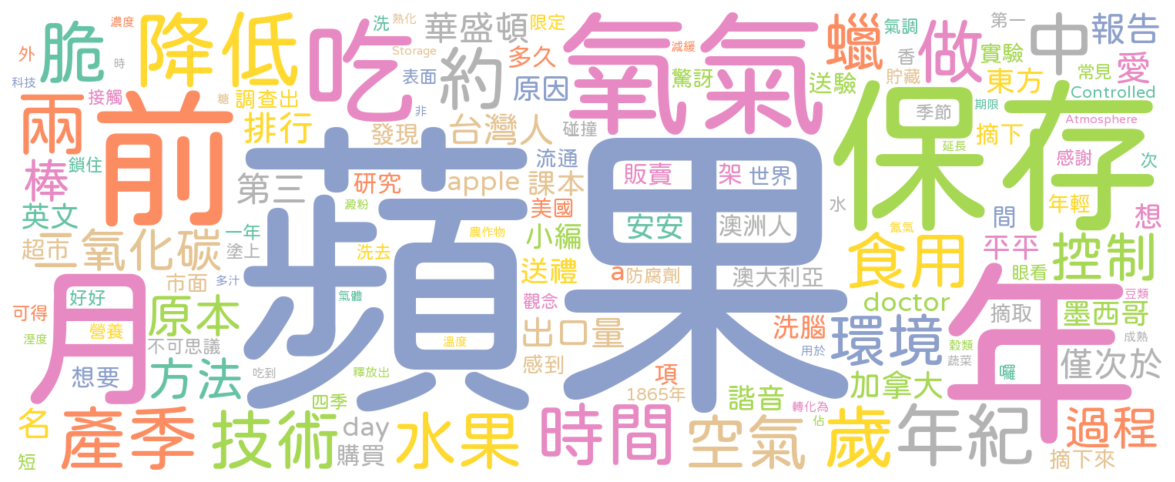 脆
濃度
降低
吃
洗
熟化
華盛頓
限定
氧氣
減緩
蠟
氣調
第一
中
報告
外
Storage
多久
約
表面
原因
驚訝
送驗
香
貯藏
做
實驗
東方
常見
愛
科技
時
接觸
糖
調查出
非
Controlled
兩
前
排行
發現
台灣人
碰撞
保存
季節
期限
摘下
Atmosphere
延長
感謝
次
棒
鎖住
第三
研究
apple
課本
流通
販賣
架
世界
美國
英文
澱粉
農作物
小編
安安
澳洲人
水
氬氣
間
年輕
想
超市
二氧化碳
一年
塗上
洗去
蘋果
送禮
a
防腐劑
食用
平平
眼看
控制
市面
多汁
氣體
觀念
澳大利亞
doctor
摘取
豆類
月
好好
可得
營養
原本
出口量
洗腦
環境
年
墨西哥
溼度
不可思議
溫度
感到
用於
穀類
蔬菜
成熟
想要
方法
吃到
釋放出
項
加拿大
囉
僅次於
四季
1865年
諧音
轉化為
佔
名
產季
技術
day
購買
水果
時間
空氣
歲
年紀
過程
短
摘下來